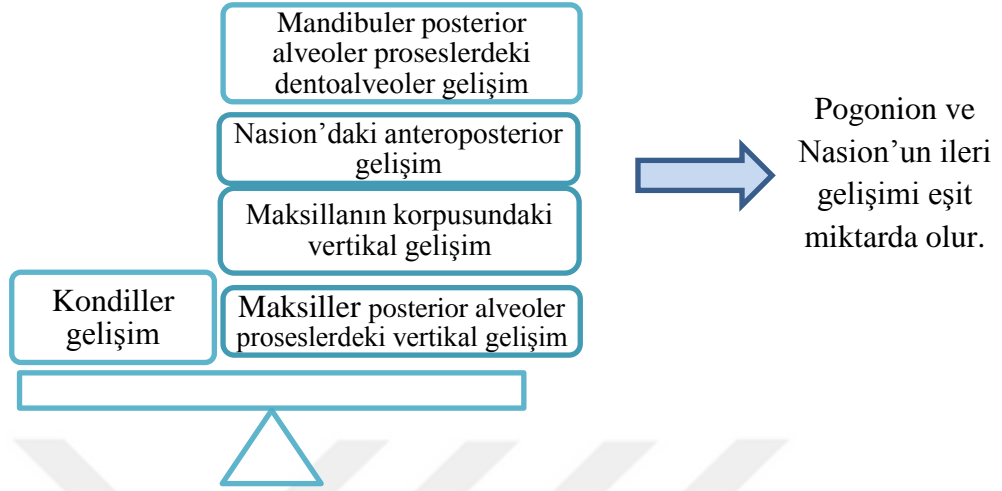 Mandibuler posterior
alveoler proseslerdeki
dentoalveoler gelişim
Nasion’daki anteroposterior
gelişim
Maksillanın korpusundaki
vertikal gelişim
Kondiller
gelişim
Maksiller posterior alveoler
proseslerdeki vertikal gelişim
Pogonion ve
Nasion’un ileri
gelişimi eşit
miktarda olur.